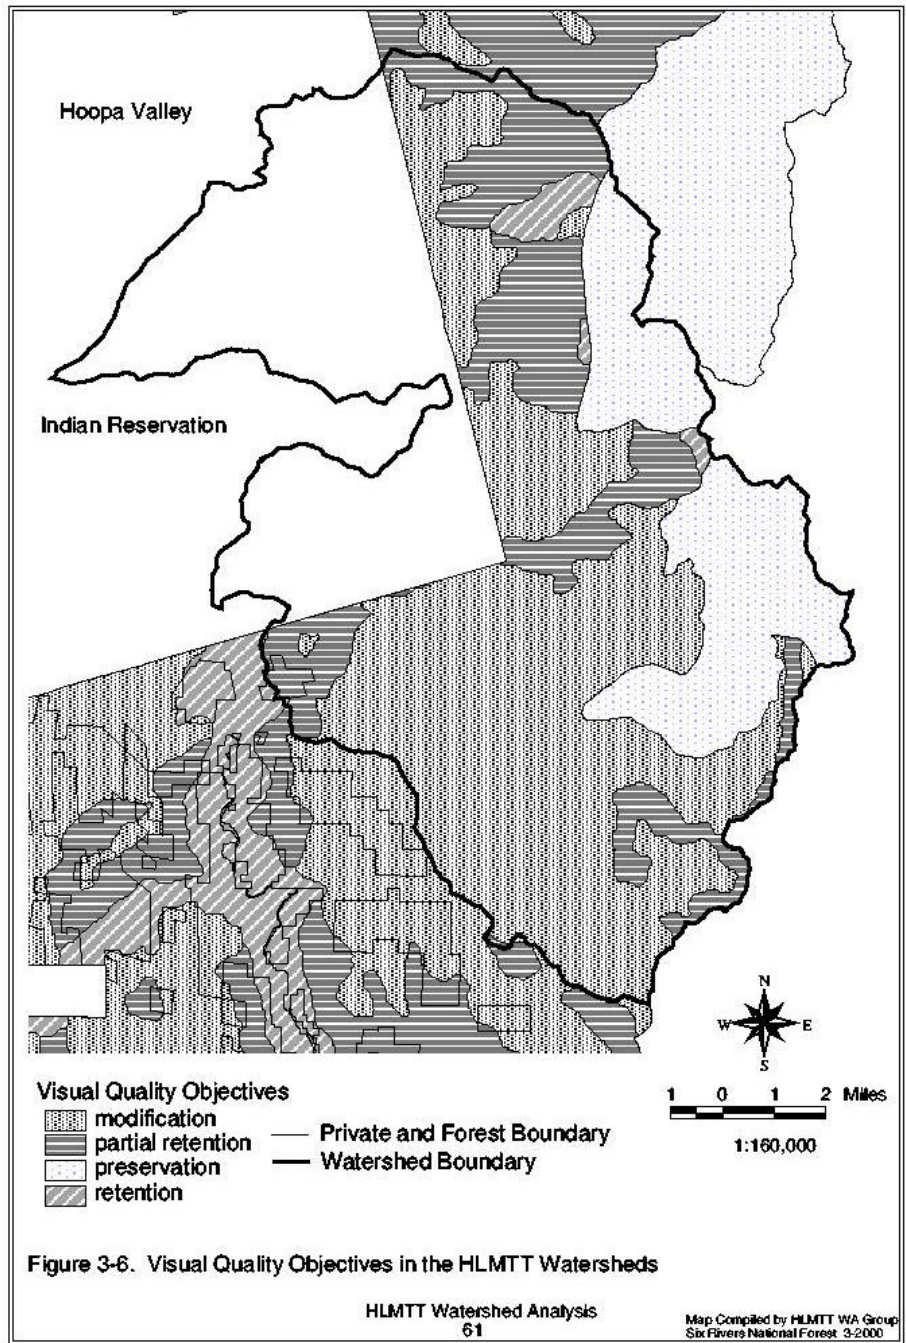 Hoopa Valley
Indian Reservation
N
W E
S
Visual Quality Objectives
modification
partial retention
preservation
retention
Private and Forest Boundary
Watershed Boundary
1 0 1 2 Miles
1:160,000
Figure 3-6. Visual Quality Objectives in the HLMTT Watersheds
HLMTT Watershed Analysis
61
Map Compiled by HLMTT WA Group
Six Rivers National Forest 3-2000